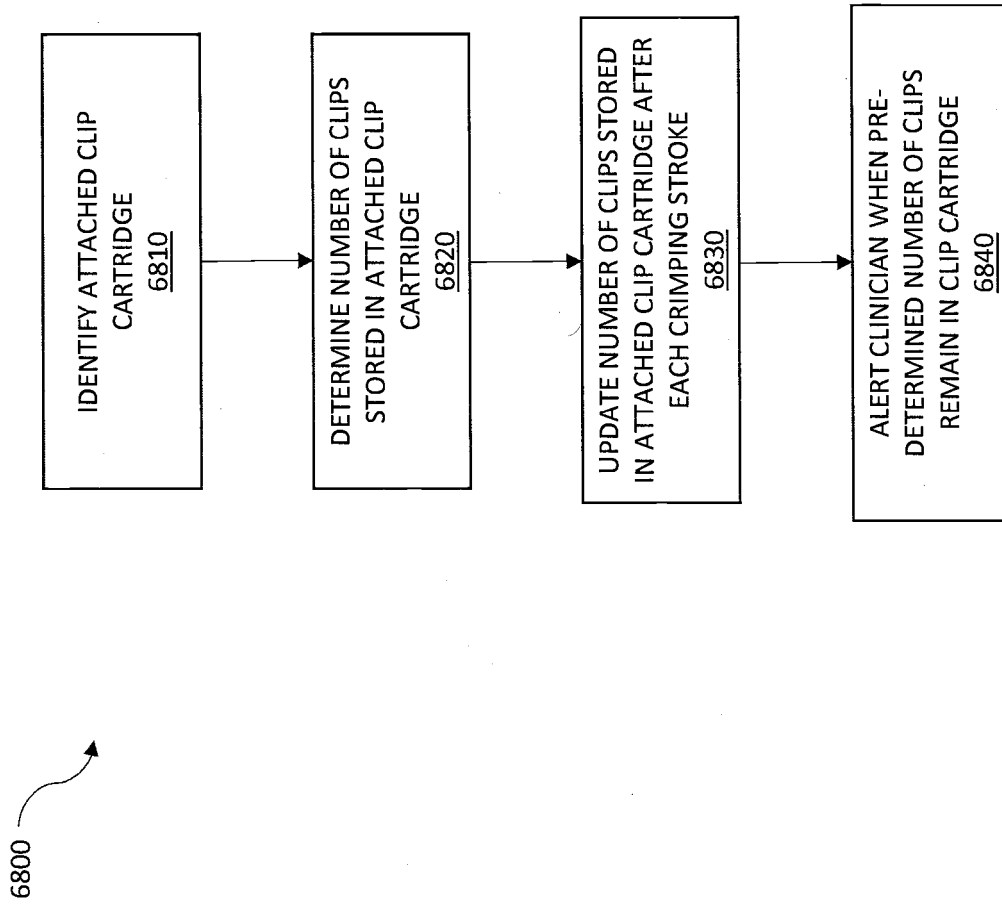 6800
IDENTIFY ATTACHED CLIP
CARTRIDGE
6810
DETERMINE NUMBER OF CLIPS
STORED IN ATTACHED CLIP
CARTRIDGE
6820
UPDATE NUMBER OF CLIPS STORED
IN ATTACHED CLIP CARTRIDGE AFTER
EACH CRIMPING STROKE
6830
ALERT CLINICIAN WHEN PRE-
DETERMINED NUMBER OF CLIPS
REMAIN IN CLIP CARTRIDGE
6840